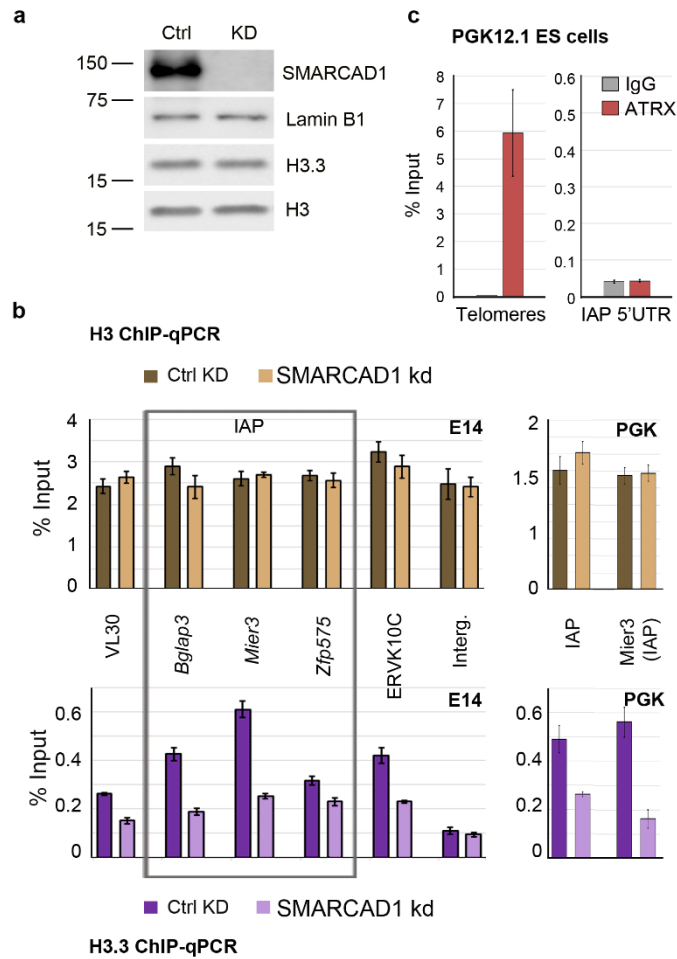 a
Ctrl KD
150
SMARCAD1
75
Lamin B1
H3.3
15
H3
15
c
PGK12.1 ES cells
% Input
8
7
6
5
4
3
2
1
0
Telomeres
0.6
0.5
0.4
0.3
0.2
0.1
0
IgG
ATRX
IAP 5'UTR
b
H3 ChIP-qPCR
Ctrl KD SMARCAD1 kd
% Input
5
4
3
2
1
0
IAP
E14
2
1.5
1
1
0
PGK
VL30
Bglap3
Mier3
Zfp575
ERVK10C
Interg.
IAP
Mier3
(IAP)
% Input
0.6
0.4
0.2
0
E14
0.6
0.4
0.2
0
PGK
Ctrl KD SMARCAD1 kd
H3.3 ChIP-qPCR